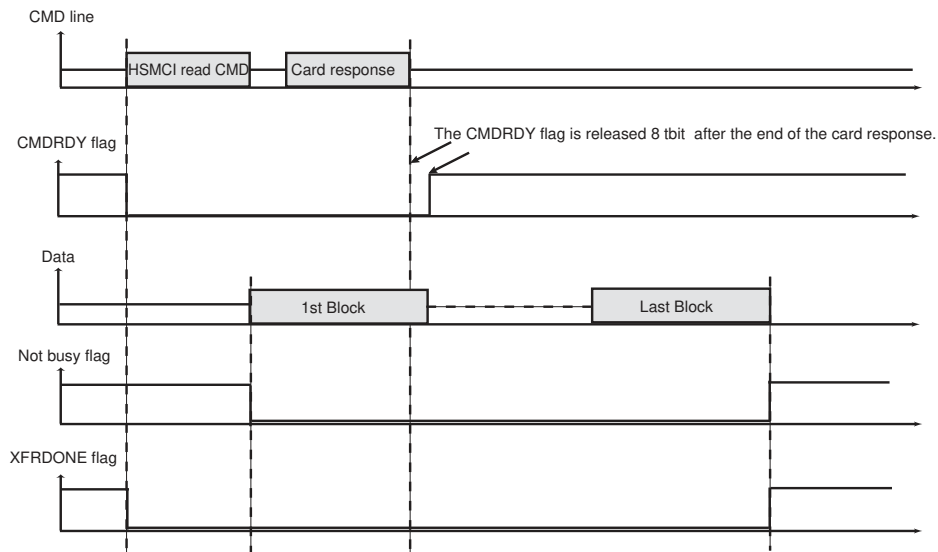 CMD line
HSMCI read CMD
Card response
The CMDRDY flag is released 8 tbit after the end of the card response.
CMDRDY flag
Data
1st Block
Last Block
Not busy flag
XFRDONE flag